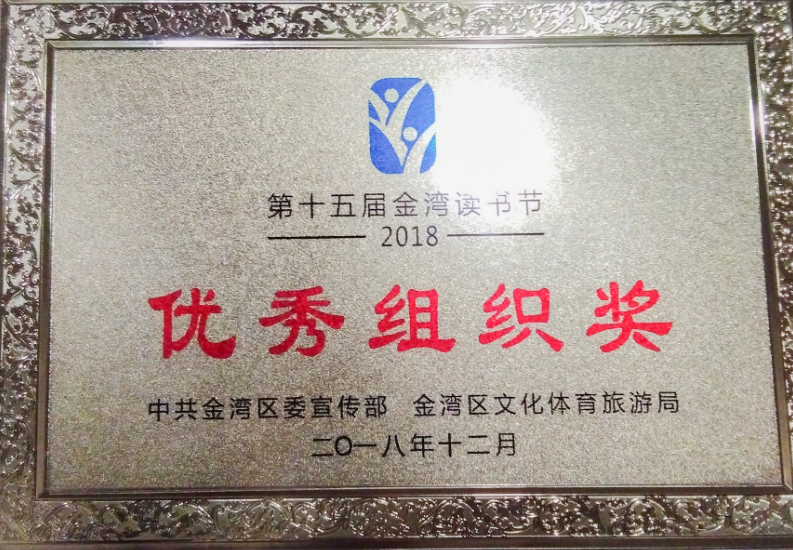 第十五届金湾读书节
2018
优秀组织奖
中共金湾区委宣传部 金湾区文化体育旅游局
二〇一八年十二月